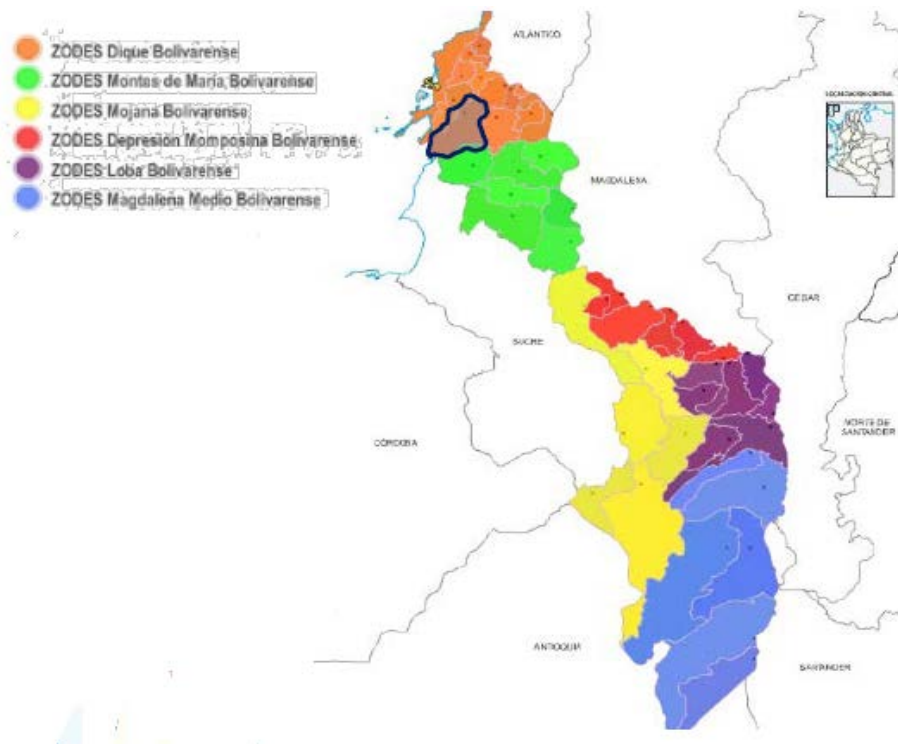 ATLÁNTICO
ZODES Dique Bolivarense
ZODES Montes de María Bolivarense
ZODES Mojana Bolivarense
ZODES Depresión Momposina Bolivarense
ZODES Loba Bolivarense
ZODES Magdalena Medio Bolivarense
MAGDALENA
CESAR
SUCRE
NORTE DE
SANTANDER
CÓRDOBA
ANTIOQUIA
SANTANDER